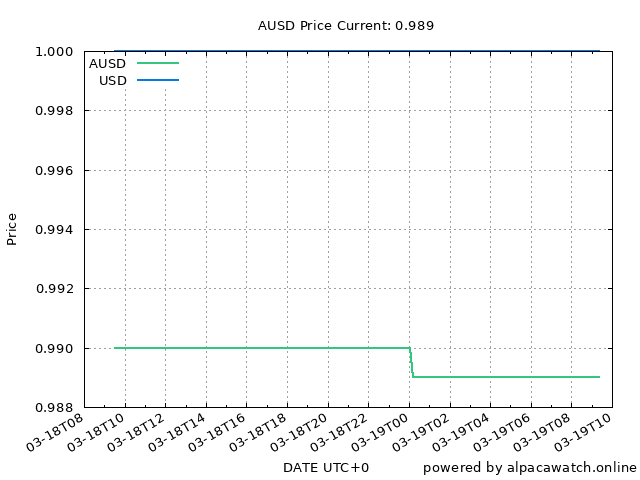 AUSD Price Current: 0.989
1.000
AUSD
USD
0.998
0.996
0.994
Price
0.992
0.990
0.988
03-18T08 03-18T10 03-18T12 03-18T14 03-18T16 03-18T18 03-18T20 03-18T22 03-19T00 03-19T02 03-19T04 03-19T06 03-19T08 03-19T10
DATE UTC+0
powered by alpacawatch.online